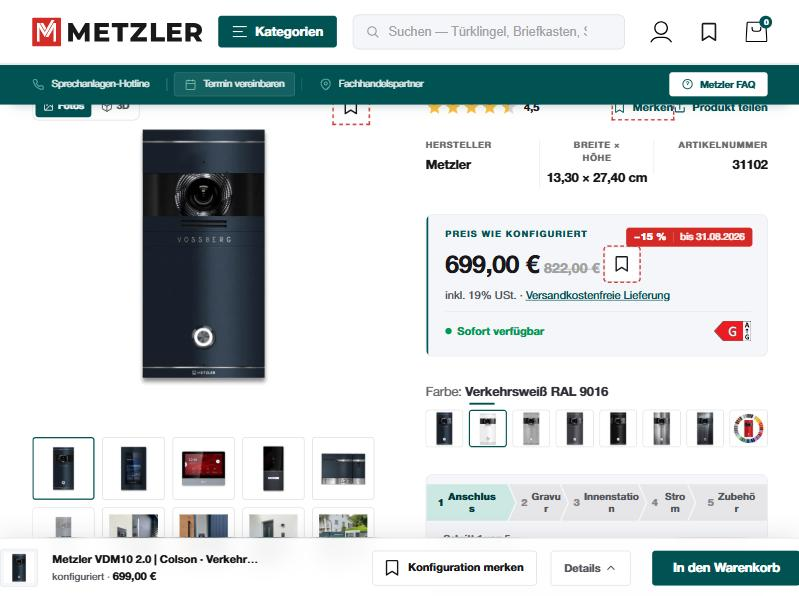 METZLER
Kategorien
Suchen — Türklingel, Briefkasten, S
0
Sprechanlagen-Hotline
Termin vereinbaren
Fachhandelspartner
Metzler FAQ
Fotos
3D
4,5
Merken
Produkt teilen
HERSTELLER
Metzler
BREITE ×
HÖHE
13,30 × 27,40 cm
ARTIKELNUMMER
31102
VOSSBERG
METZLER
PREIS WIE KONFIGURIERT
−15 % bis 31.08.2026
699,00 € 822,00 €
inkl. 19% USt. · Versandkostenfreie Lieferung
Sofort verfügbar
G
A
G
Farbe: Verkehrsweiß RAL 9016
1 Anschlus
s
2 Gravu
r
3 Innenstatio
n
4 Stro
m
5 Zubehö
r
Metzler VDM10 2.0 | Colson - Verkehr...
konfiguriert · 699,00 €
Konfiguration merken
Details
In den Warenkorb